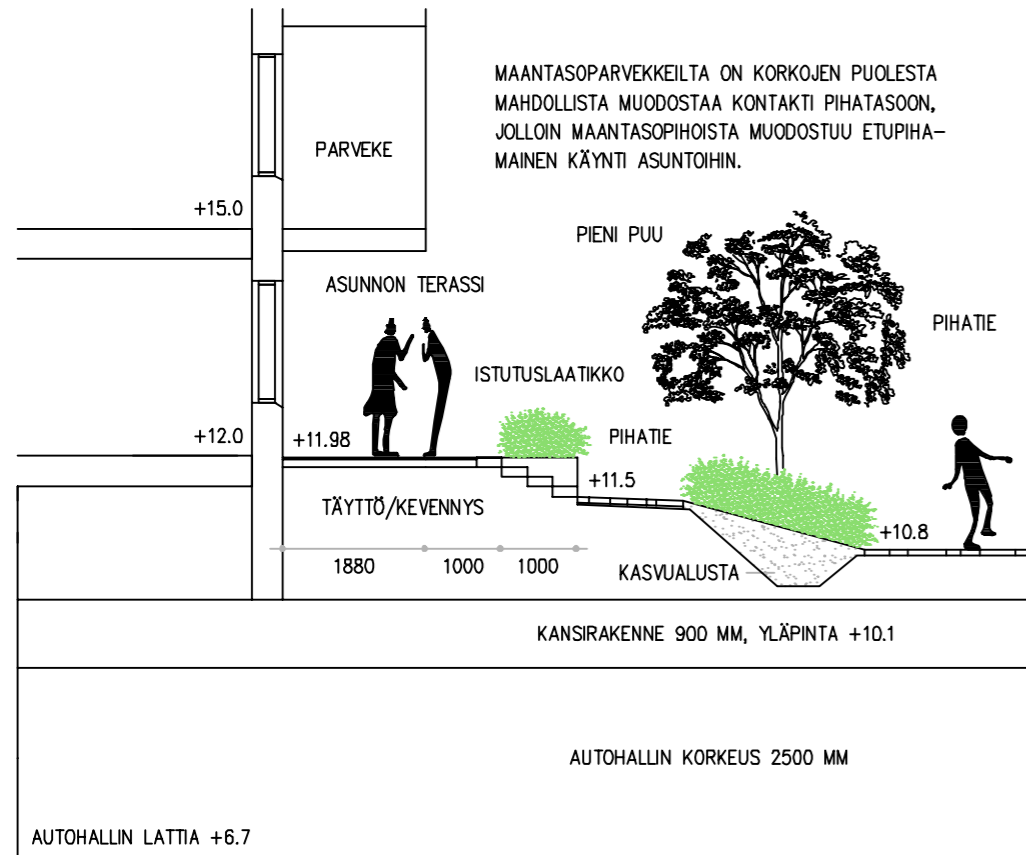 MAANTASOPARVEKKEILTA ON KORKOJEN PUOLESTA
MAHDOLLISTA MUODOSTAA KONTAKTI PIHATASOON,
JOLLOIN MAANTASOPIHOISTA MUODOSTUU ETUPIHA-
MAINEN KÄYNTI ASUNTOIHIN.
PARVEKE
+15.0
PIENI PUU
ASUNNON TERASSI
PIHATIE
ISTUTUSLAATIKKO
+12.0
+11.98
PIHATIE
+11.5
TÄYTTÖ/KEVENNYS
+10.8
1880
1000
1000
KASVUALUSTA
KANSIRAKENNE 900 MM, YLÄPINTA +10.1
AUTOHALLIN KORKEUS 2500 MM
AUTOHALLIN LATTIA +6.7